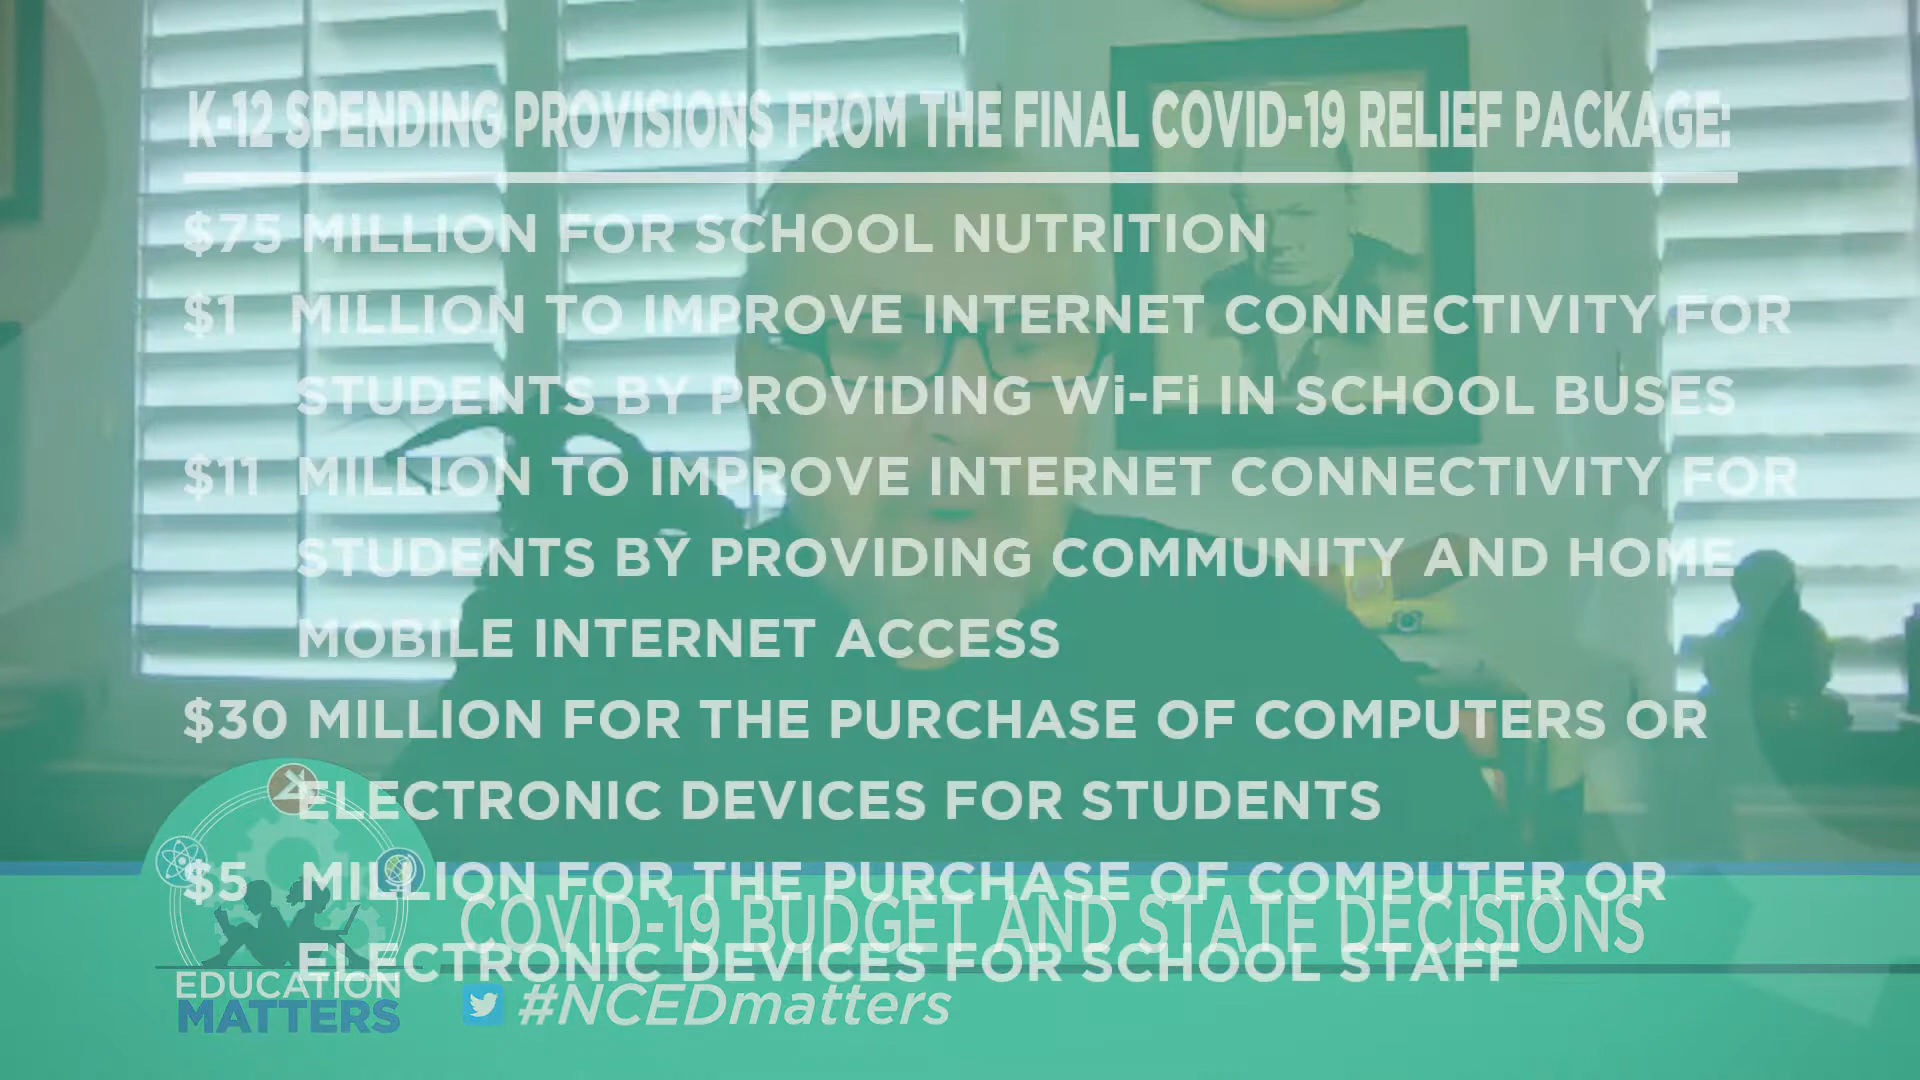 K-12 SPENDING PROVISIONS FROM THE FINAL COVID-19 RELIEF PACKAGE:
$75 MILLION FOR SCHOOL NUTRITION
$1 MILLION TO IMPROVE INTERNET CONNECTIVITY FOR
STUDENTS BY PROVIDING Wi-Fi IN SCHOOL BUSES
$11 MILLION TO IMPROVE INTERNET CONNECTIVITY FOR
STUDENTS BY PROVIDING COMMUNITY AND HOME
MOBILE INTERNET ACCESS
$30 MILLION FOR THE PURCHASE OF COMPUTERS OR
ELECTRONIC DEVICES FOR STUDENTS
$5 MILLION FOR THE PURCHASE OF COMPUTER OR
ELECTRONIC DEVICES FOR SCHOOL STAFF
COVID-19 BUDGET AND STATE DECISIONS
EDUCATION
MATTERS
#NCEDmatters